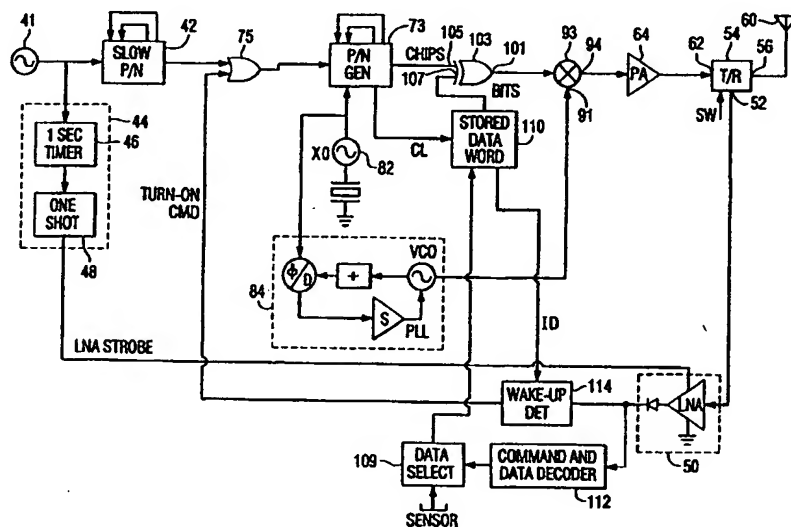 41
SLOW
P/N
42
75
73
P/N
GEN
CHIPS
105
107
103
101
BITS
93
94
91
64
PA
62
54
T/R
56
52
60
SW
44
1 SEC
TIMER
46
ONE
SHOT
48
TURN-ON
CMD
X0
82
CL
STORED
DATA
WORD
110
84
ϕ/D
+
VCO
S
PLL
ID
LNA STROBE
WAKE-UP
DET
114
LNA
50
109
DATA
SELECT
COMMAND AND
DATA DECODER
112
SENSOR